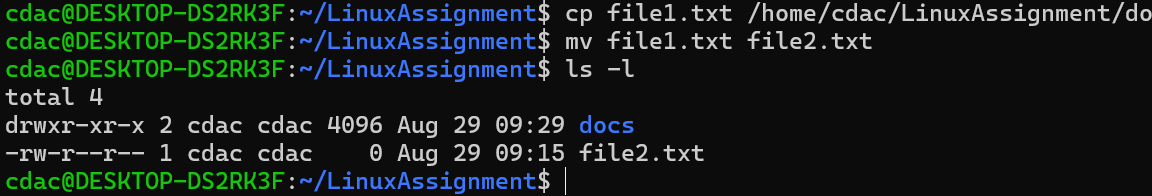 cdac@DESKTOP-DS2RK3F:~/LinuxAssignment$ cp file1.txt /home/cdac/LinuxAssignment/do
cdac@DESKTOP-DS2RK3F:~/LinuxAssignment$ mv file1.txt file2.txt
cdac@DESKTOP-DS2RK3F:~/LinuxAssignment$ ls -l
total 4
drwxr-xr-x 2 cdac cdac 4096 Aug 29 09:29 docs
-rw-r--r-- 1 cdac cdac    0 Aug 29 09:15 file2.txt
cdac@DESKTOP-DS2RK3F:~/LinuxAssignment$